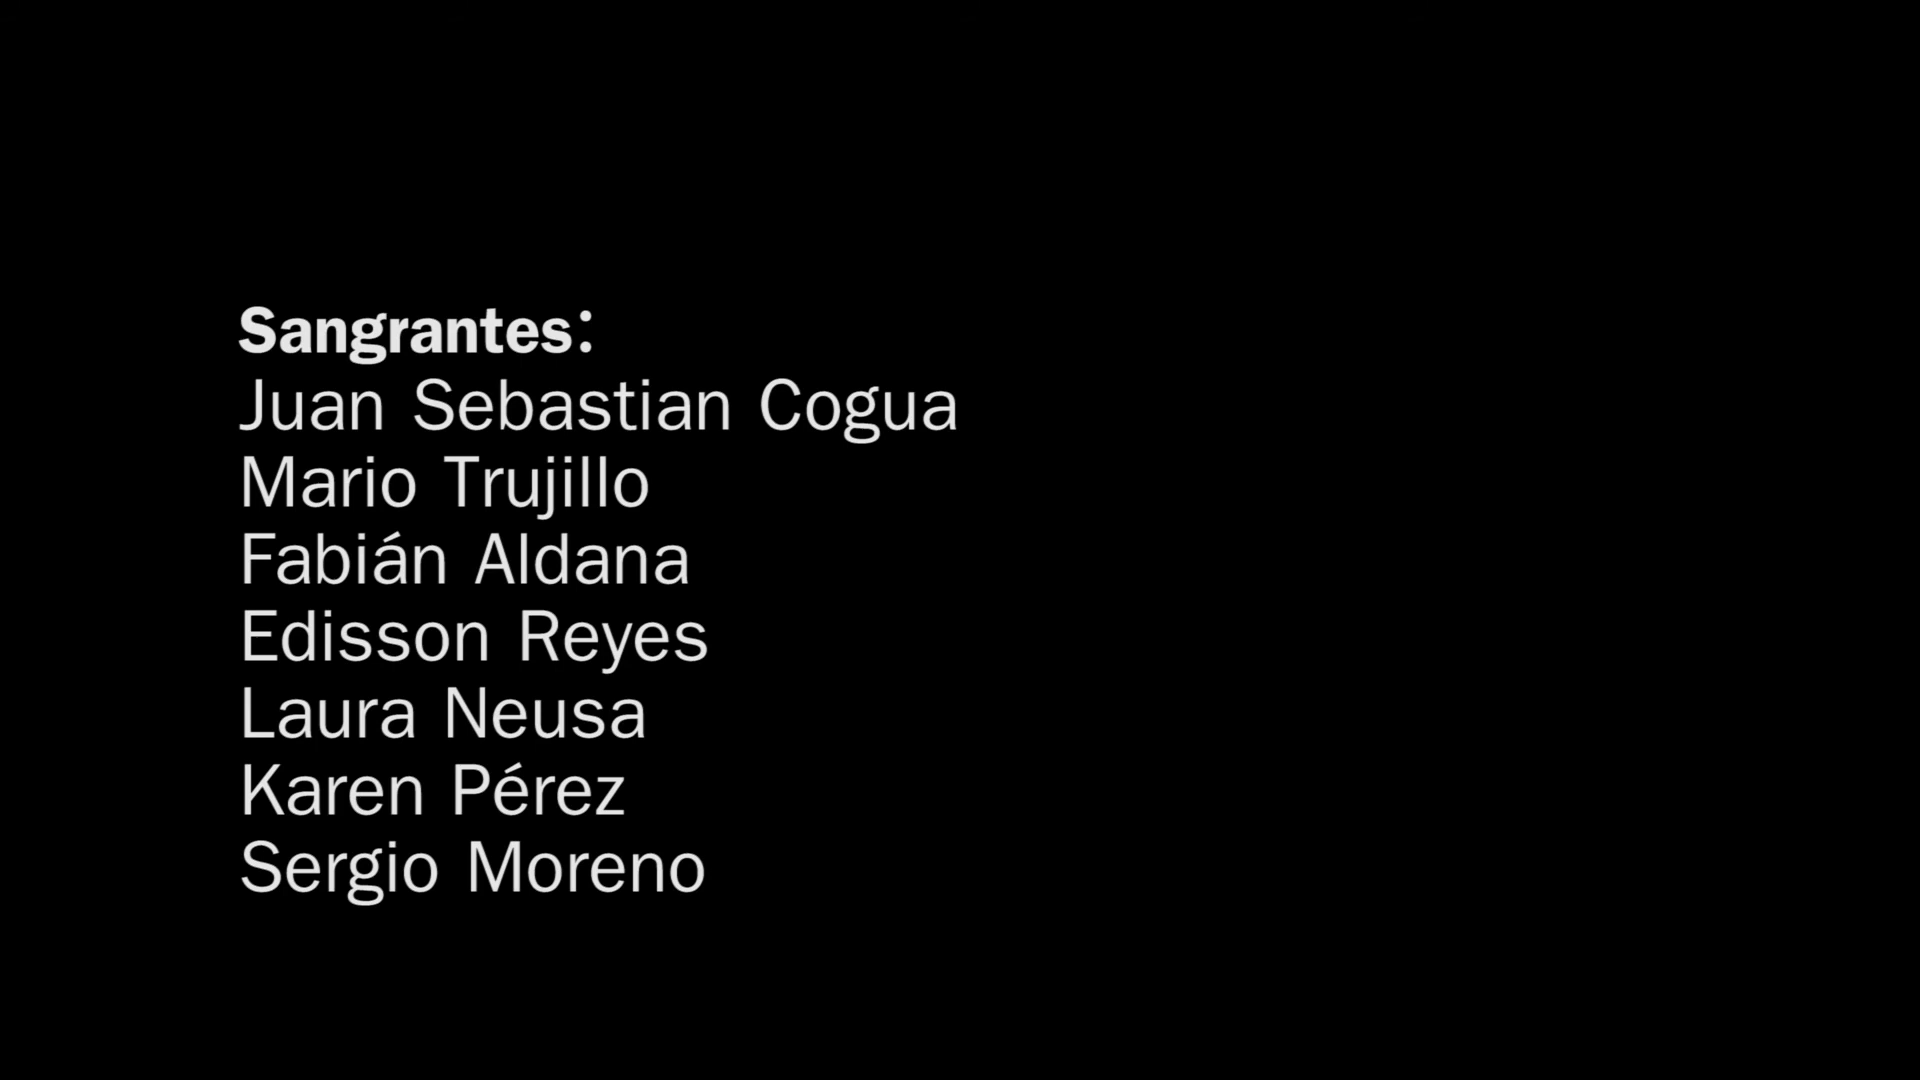 Sangrantes:
Juan Sebastian Cogua
Mario Trujillo
Fabián Aldana
Edisson Reyes
Laura Neusa
Karen Pérez
Sergio Moreno